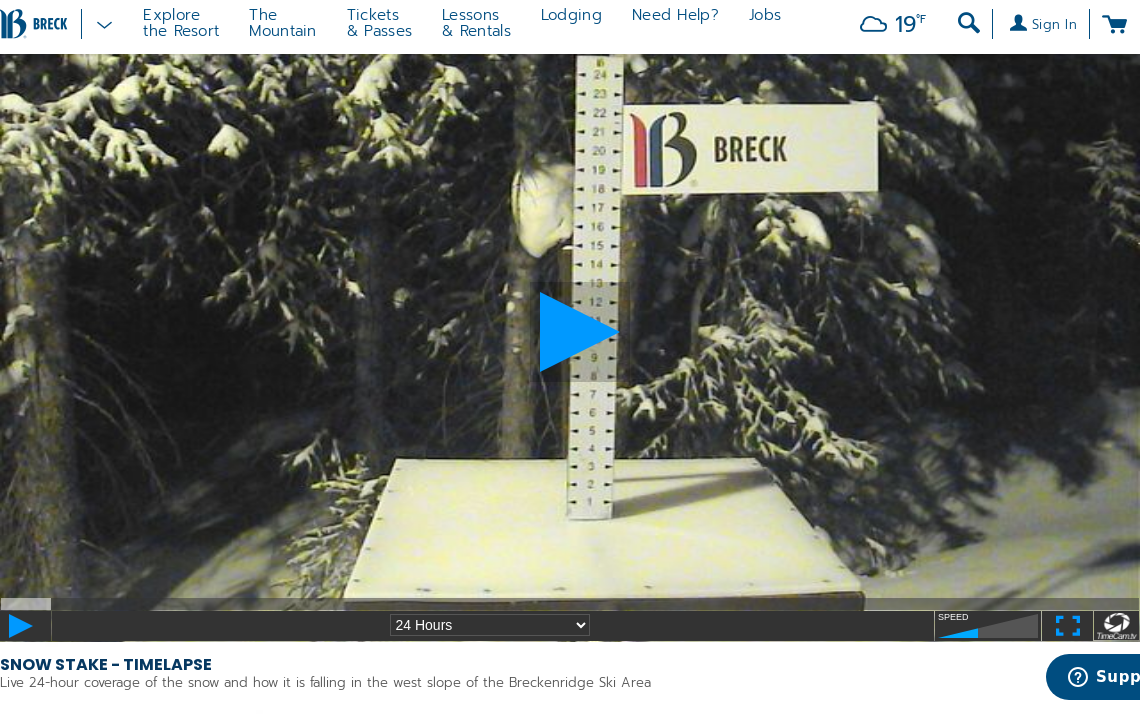 BRECK
Explore
the Resort
The
Mountain
Tickets
& Passes
Lessons
& Rentals
Lodging
Need Help?
Jobs
19°F
Sign In
24
23
22
21
20
19
18
17
16
15
14
13
12
9
8
7
6
5
4
3
2
1
B BRECK
24 Hours
SPEED
TimeCam.tv
SNOW STAKE - TIMELAPSE
Live 24-hour coverage of the snow and how it is falling in the west slope of the Breckenridge Ski Area
Supp